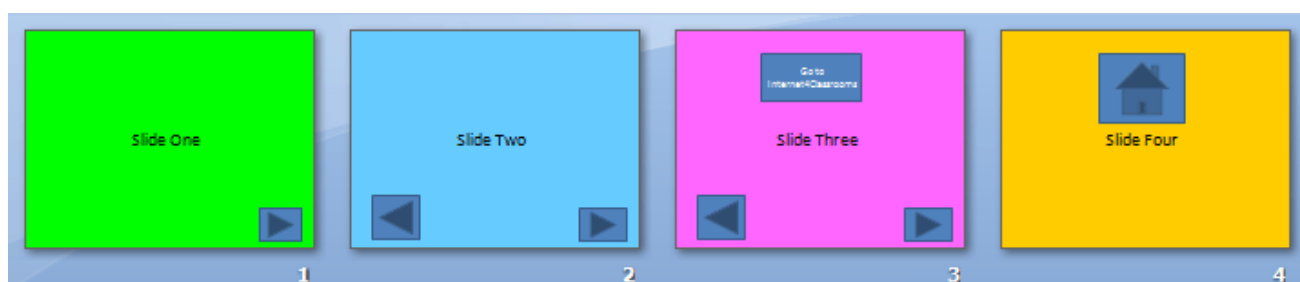 Slide One
Slide Two
Go to
Internet4Classrooms
Slide Three
Slide Four
1
2
3
4